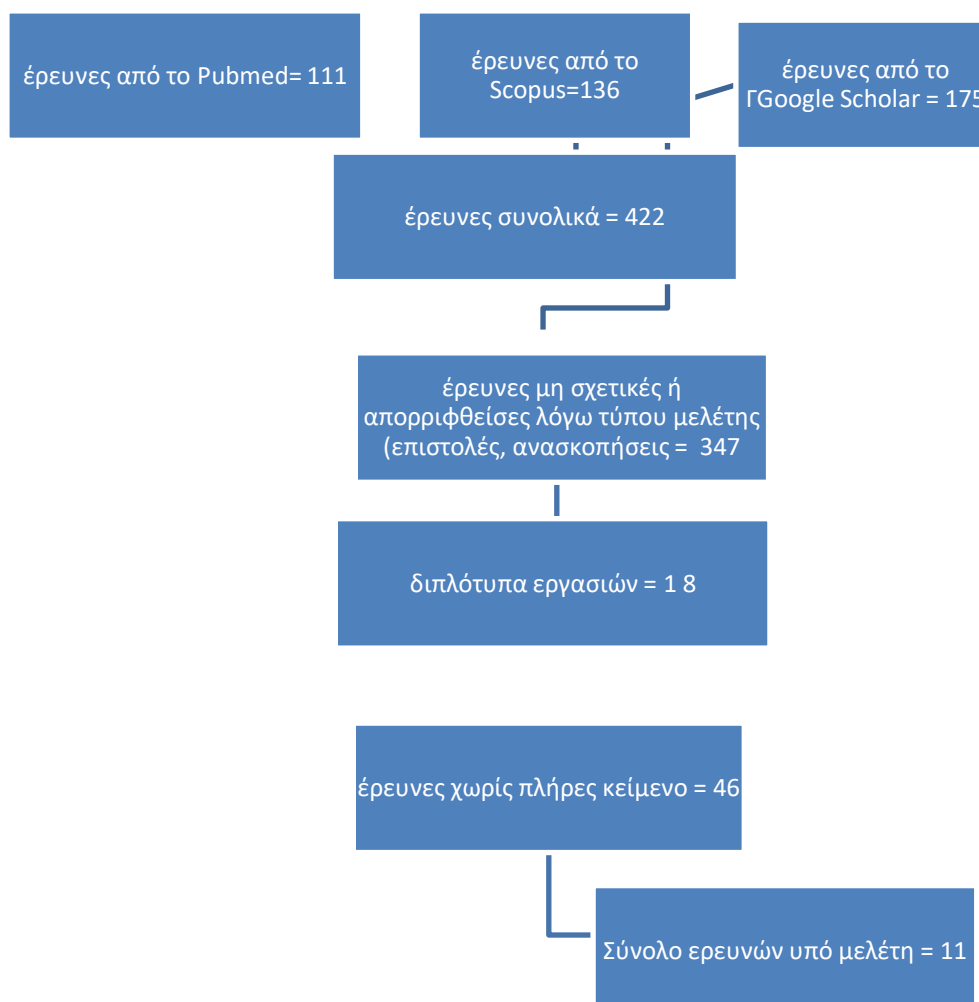 έρευνες από το Pubmed= 111
έρευνες από το
Scopus=136
έρευνες από το
ΓGoogle Scholar = 175
έρευνες συνολικά = 422
έρευνες μη σχετικές ή
απορριφθείσες λόγω τύπου μελέτης
(επιστολές, ανασκοπήσεις =  347
διπλότυπα εργασιών = 1 8
έρευνες χωρίς πλήρες κείμενο = 46
Σύνολο ερευνών υπό μελέτη = 11